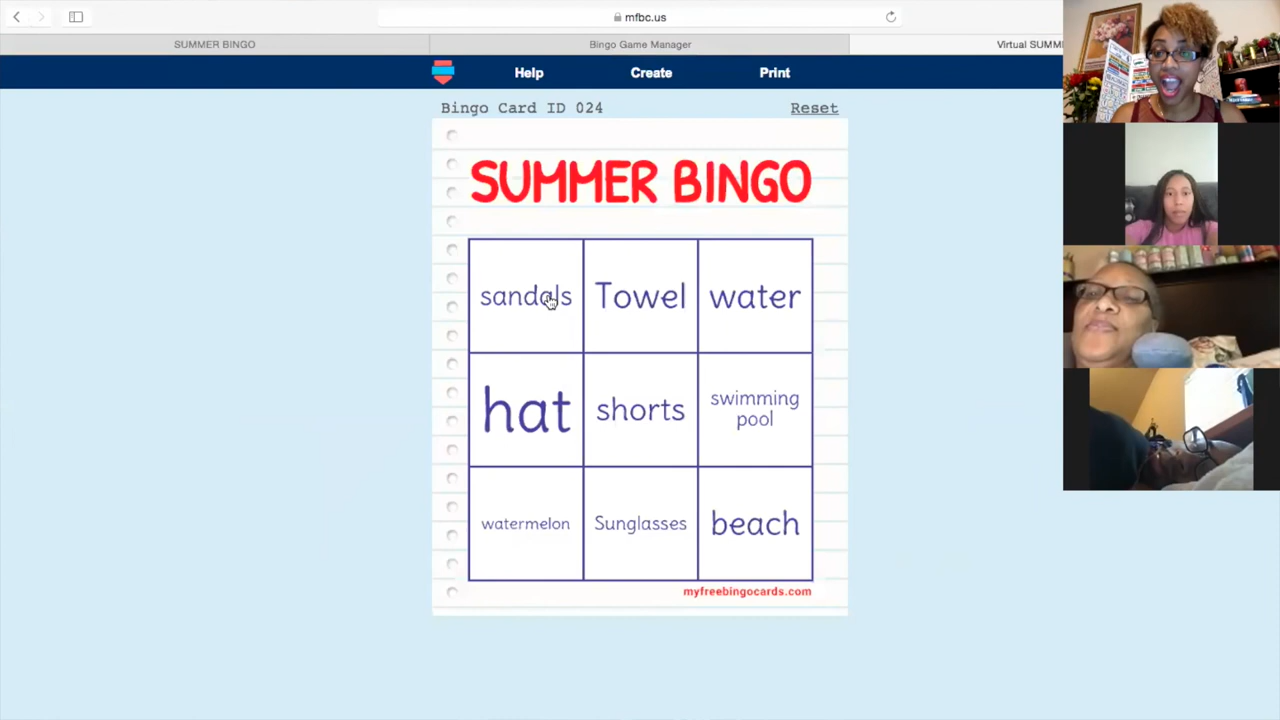 mfbc.us
SUMMER BINGO
Bingo Game Manager
Virtual SUMM
Help
Create
Print
Bingo Card ID 024
Reset
SUMMER BINGO
sandals
Towel
water
hat
shorts
swimming
pool
watermelon
Sunglasses
beach
myfreebingocards.com